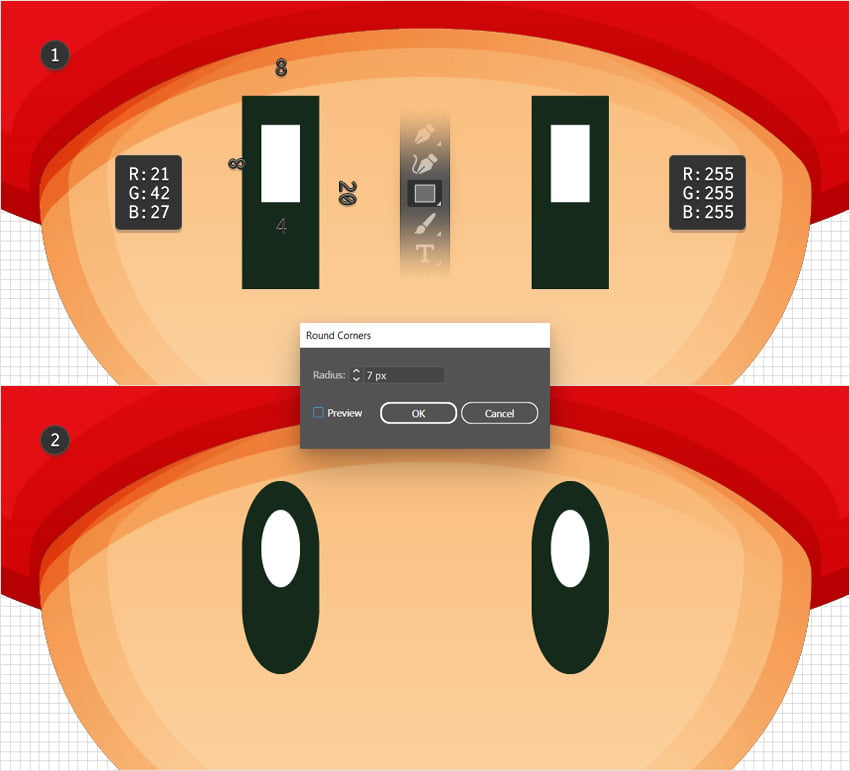 1
8
R: 21
G: 42
B: 27
8
20
4
T
R: 255
G: 255
B: 255
Round Corners
Radius: 7 px
Preview OK Cancel
2